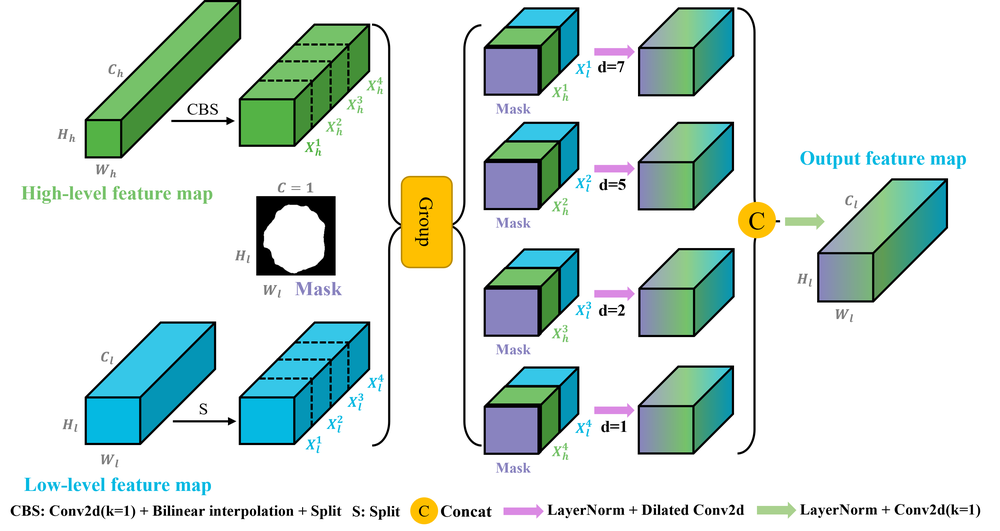 C_h
H_h
W_h
High-level feature map
CBS
X_h^1
X_h^2
X_h^3
X_h^4
C = 1
H_l
W_l
Mask
C_l
H_l
W_l
Low-level feature map
S
X_l^1
X_l^2
X_l^3
X_l^4
Group
Mask
X_h^1
X_l^1
d=7
Mask
X_h^2
X_l^2
d=5
Mask
X_h^3
X_l^3
d=2
Mask
X_h^4
X_l^4
d=1
C
Output feature map
C_l
H_l
W_l
CBS: Conv2d(k=1) + Bilinear interpolation + Split S: Split C Concat LayerNorm + Dilated Conv2d LayerNorm + Conv2d(k=1)